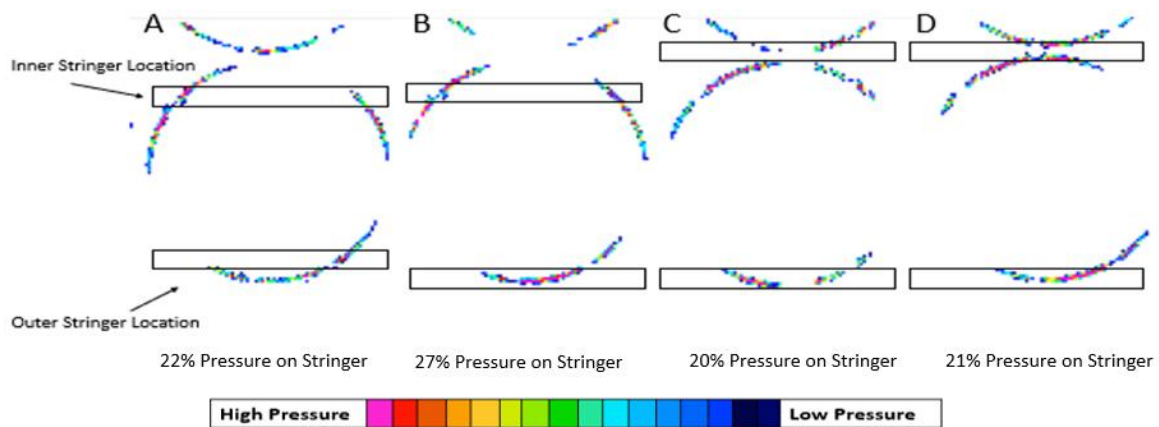 A B C D
Inner Stringer Location
Outer Stringer Location
22% Pressure on Stringer 27% Pressure on Stringer 20% Pressure on Stringer 21% Pressure on Stringer
High Pressure Low Pressure